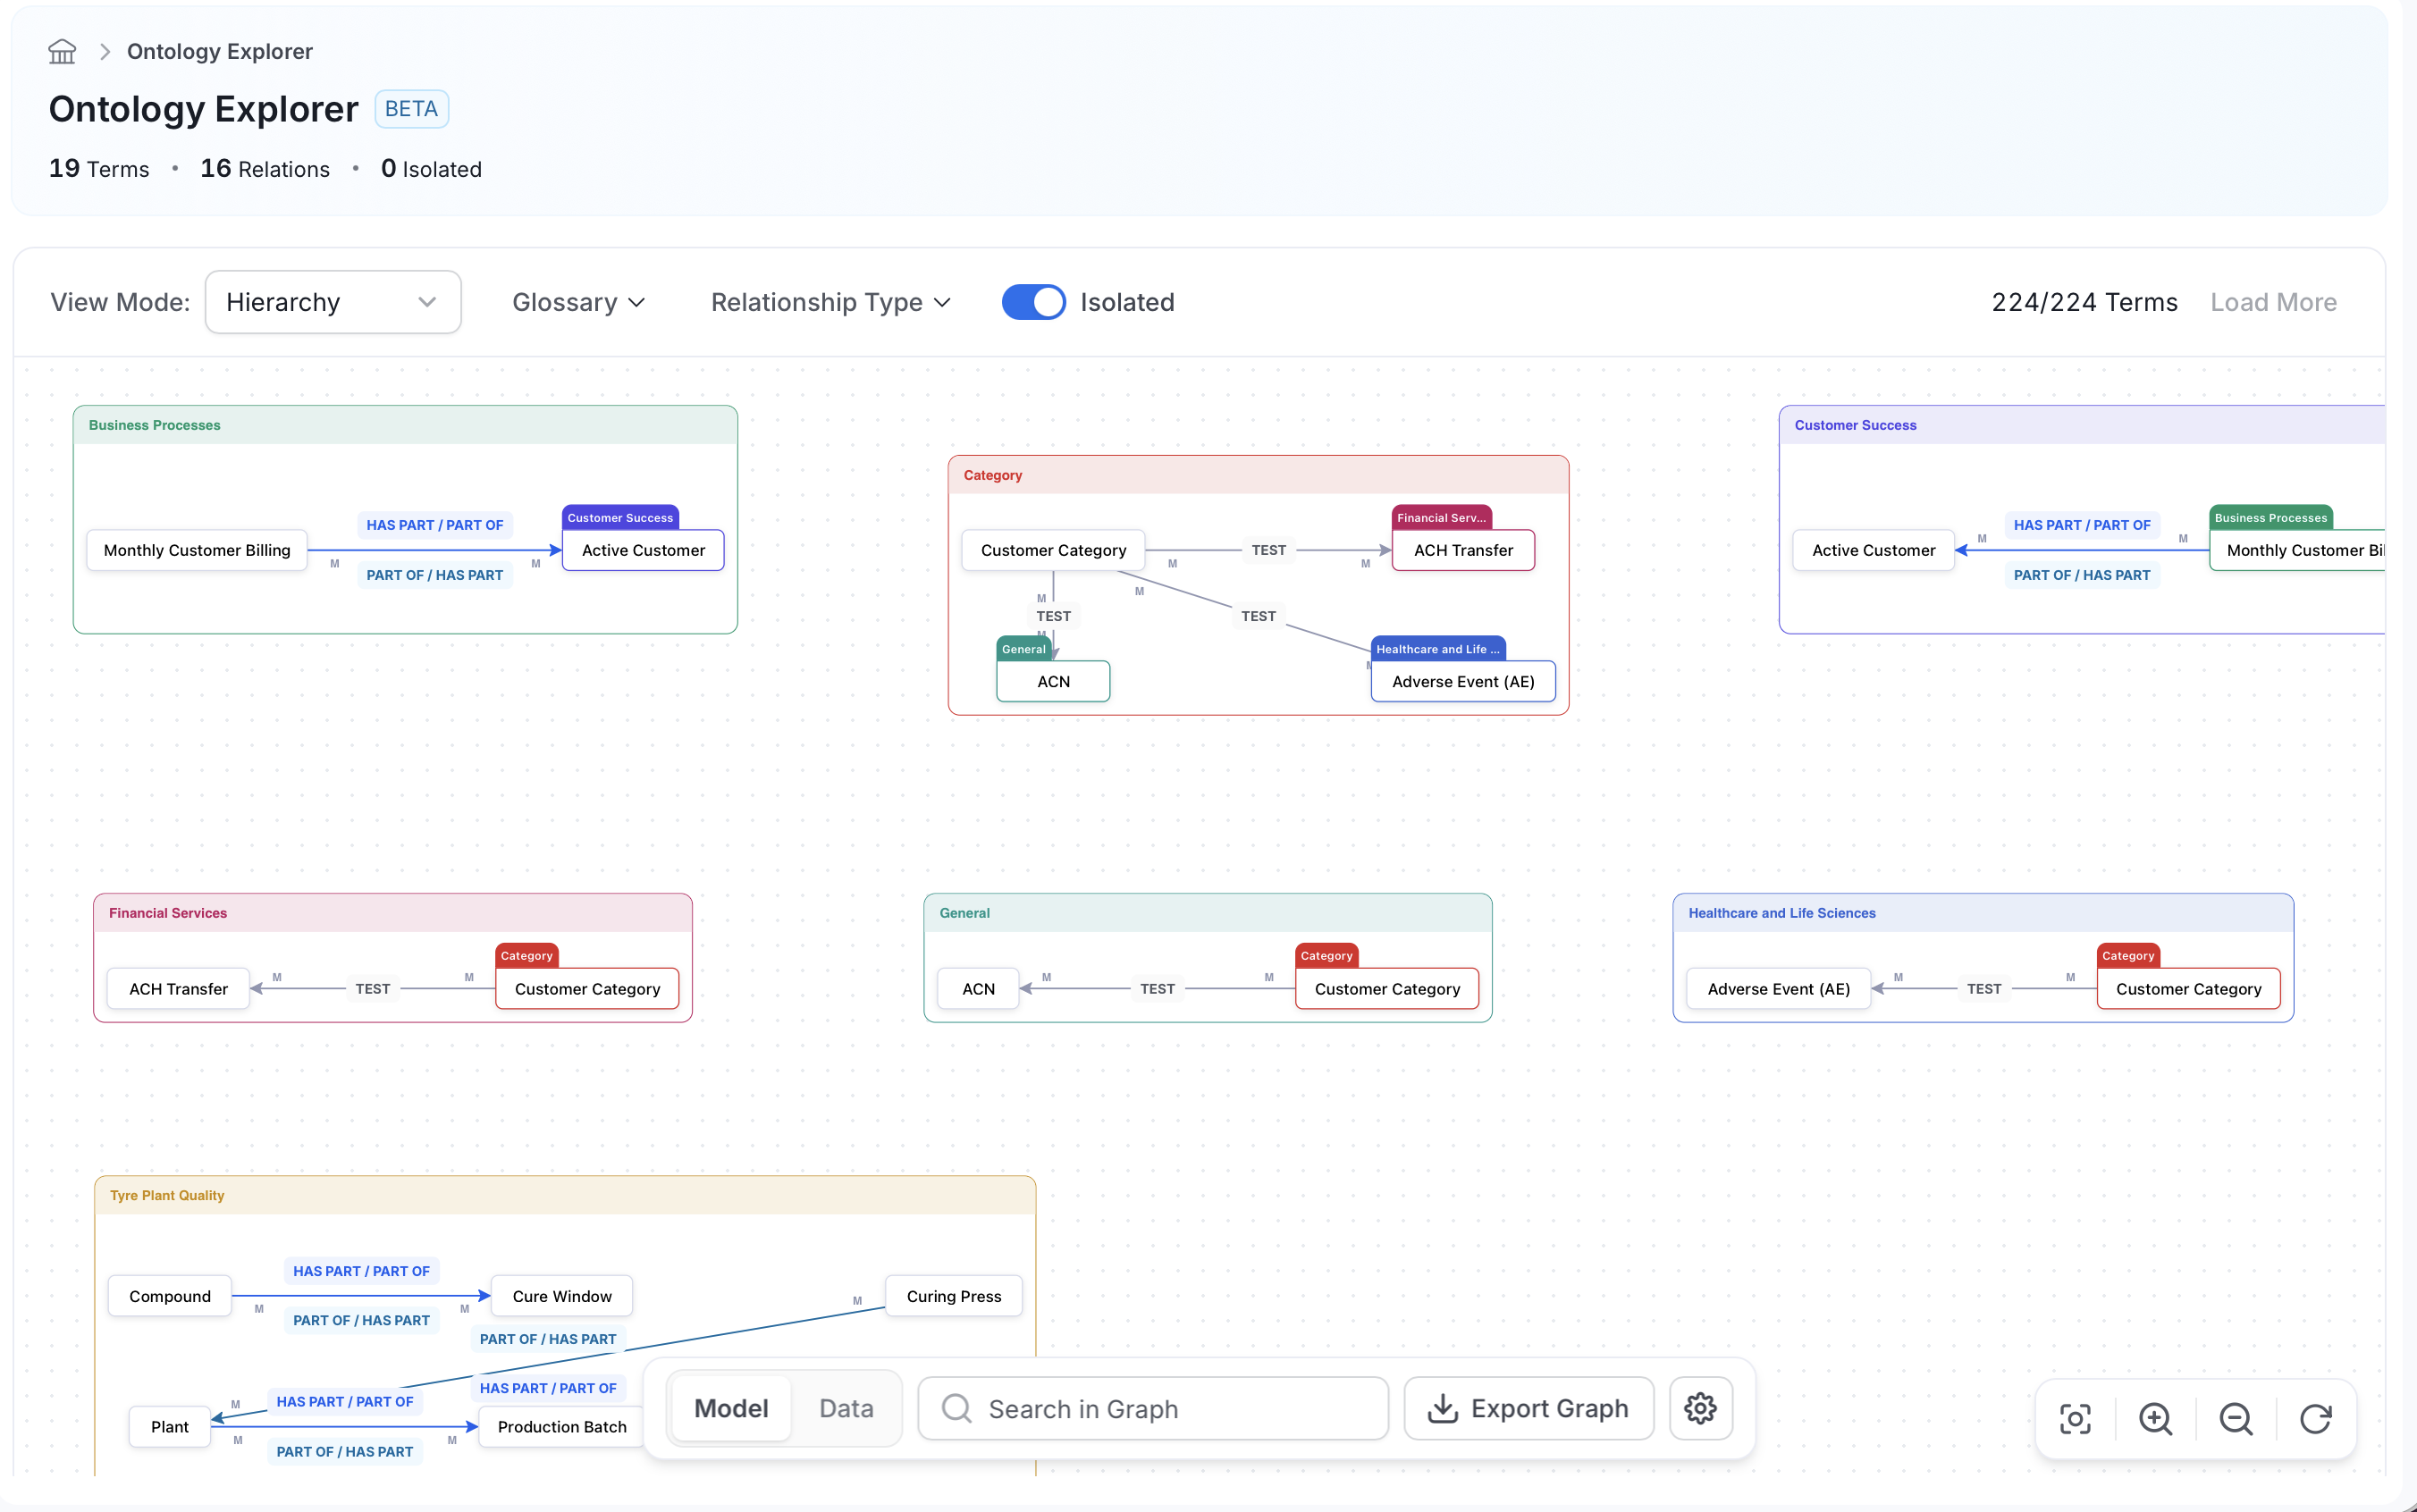 Ontology Explorer
Ontology Explorer BETA
19 Terms • 16 Relations • 0 Isolated
View Mode: Hierarchy Glossary Relationship Type Isolated 224/224 Terms Load More
Business Processes
Monthly Customer Billing
HAS PART / PART OF
M M
PART OF / HAS PART
Customer Success
Active Customer
Category
Customer Category
M TEST M
Financial Serv...
ACH Transfer
M
TEST
M
M
TEST
M
General
ACN
Healthcare and Life ...
Adverse Event (AE)
Customer Success
Active Customer
HAS PART / PART OF
M M
PART OF / HAS PART
Business Processes
Monthly Customer Bil
Financial Services
ACH Transfer
M TEST M
Category
Customer Category
General
ACN
M TEST M
Category
Customer Category
Healthcare and Life Sciences
Adverse Event (AE)
M TEST M
Category
Customer Category
Tyre Plant Quality
Compound
HAS PART / PART OF
M M
PART OF / HAS PART
Cure Window
Curing Press
M
PART OF / HAS PART
HAS PART / PART OF
M
Plant
HAS PART / PART OF
M M
PART OF / HAS PART
Production Batch
Model Data Search in Graph Export Graph